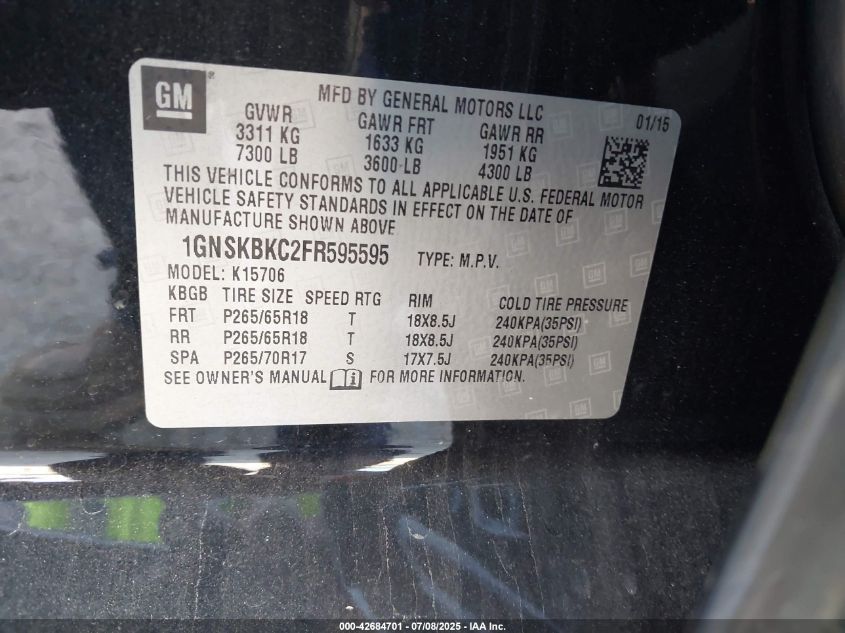 GM ®
MFD BY GENERAL MOTORS LLC
01/15
GVWR GAWR FRT GAWR RR
3311 KG 1633 KG 1951 KG
7300 LB 3600 LB 4300 LB
THIS VEHICLE CONFORMS TO ALL APPLICABLE U.S. FEDERAL MOTOR
VEHICLE SAFETY STANDARDS IN EFFECT ON THE DATE OF
MANUFACTURE SHOWN ABOVE
1GNSKBKC2FR595595 TYPE: M.P.V.
MODEL: K15706
KBGB TIRE SIZE SPEED RTG RIM COLD TIRE PRESSURE
FRT P265/65R18 T 18X8.5J 240KPA(35PSI)
RR P265/65R18 T 18X8.5J 240KPA(35PSI)
SPA P265/70R17 S 17X7.5J 240KPA(35PSI)
SEE OWNER'S MANUAL i FOR MORE INFORMATION.
000-42684701 - 07/08/2025 - IAA, Inc.